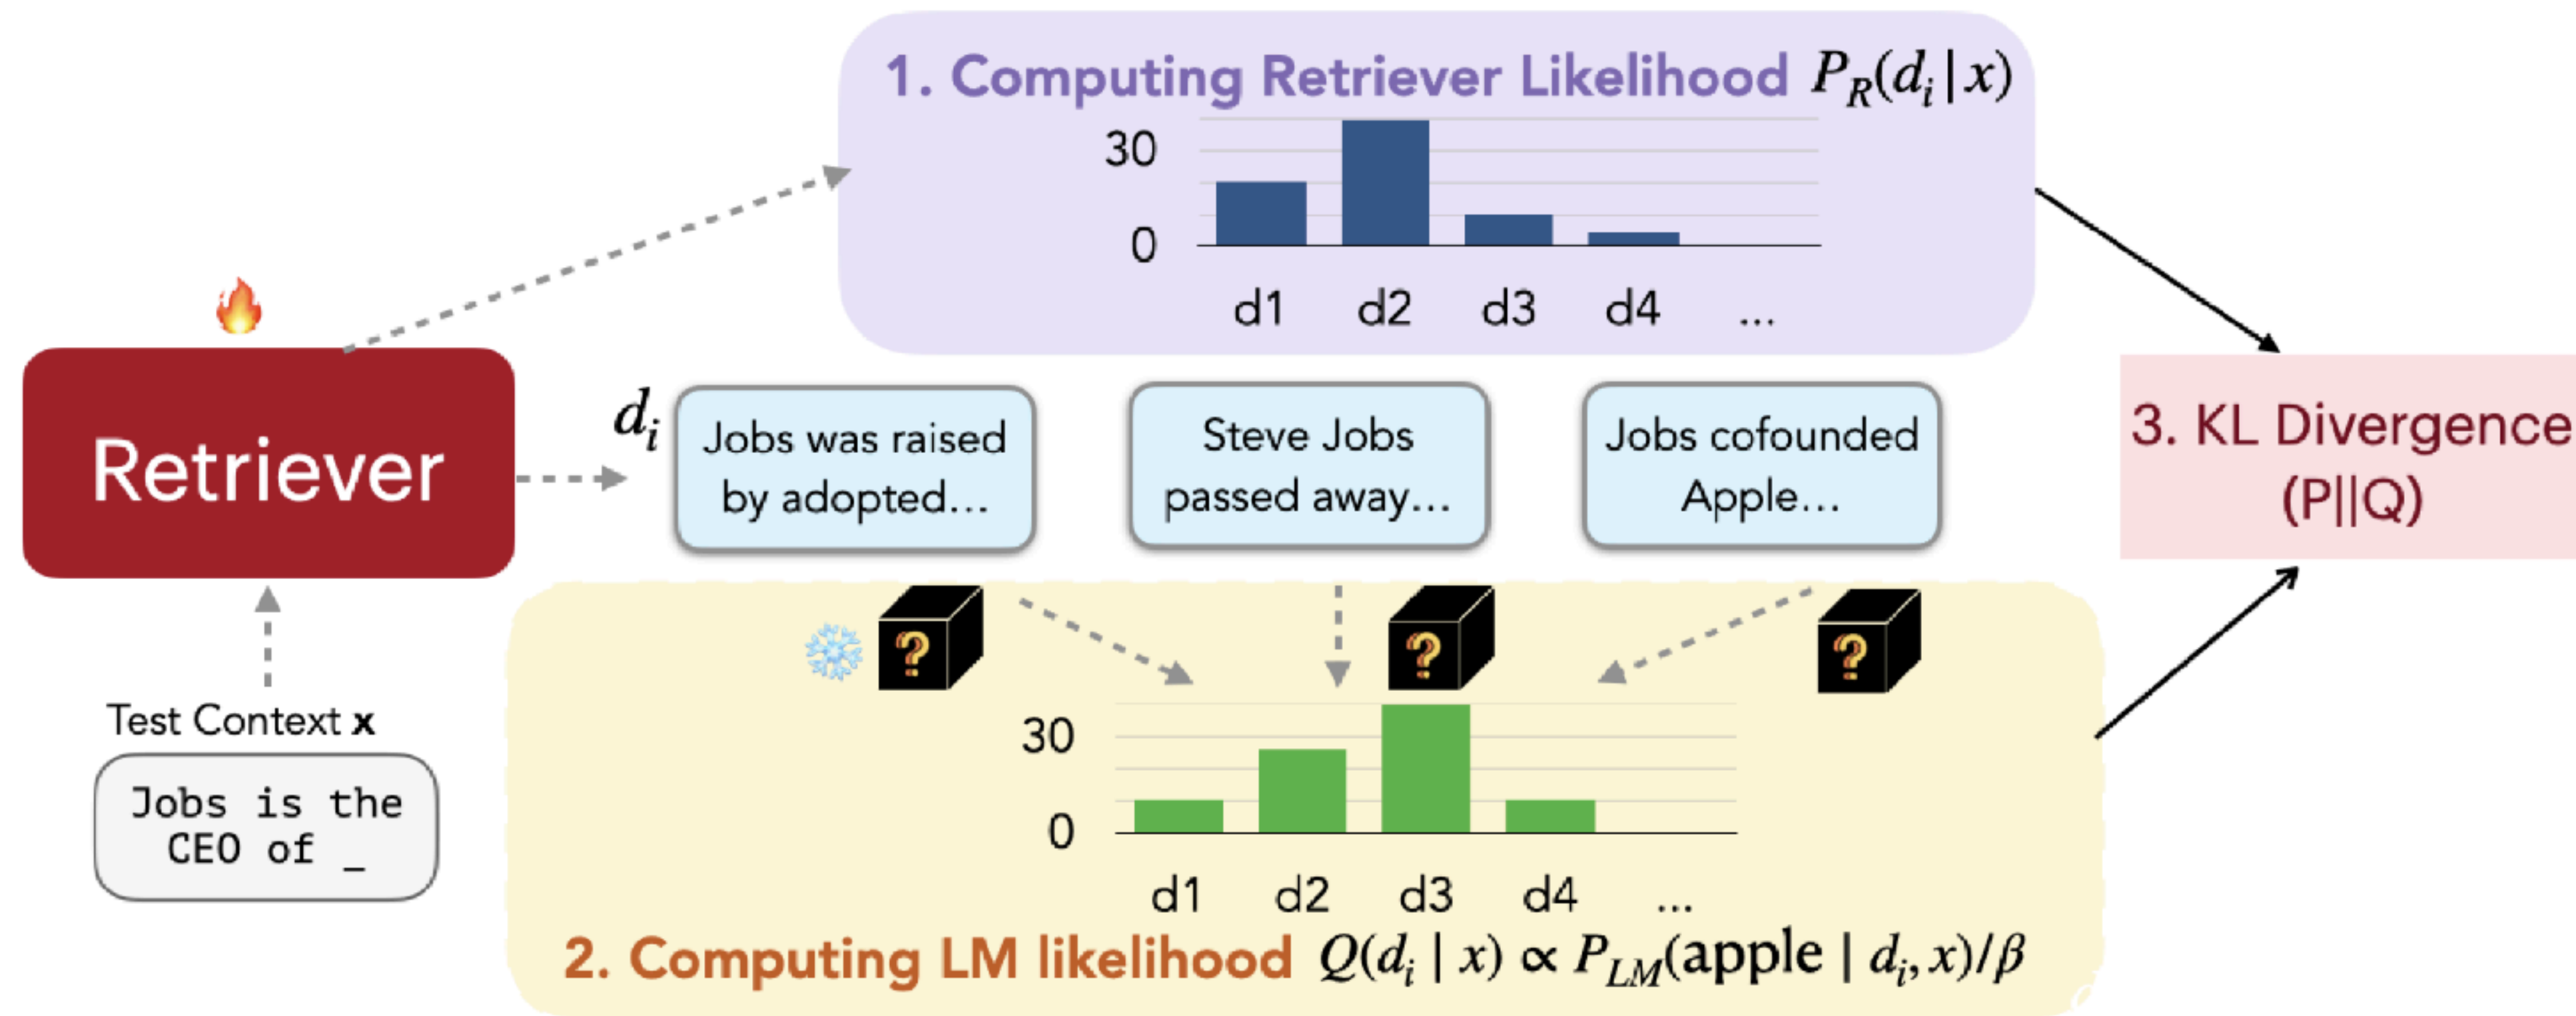 1. Computing Retriever Likelihood P_R(d_i | x)
30
0
d1 d2 d3 d4 ...
Retriever
d_i
Jobs was raised
by adopted...
Steve Jobs
passed away...
Jobs cofounded
Apple...
3. KL Divergence
(P||Q)
Test Context x
Jobs is the
CEO of _
? ? ?
30
0
d1 d2 d3 d4 ...
2. Computing LM likelihood Q(d_i | x) ∝ P_LM(apple | d_i, x)/β